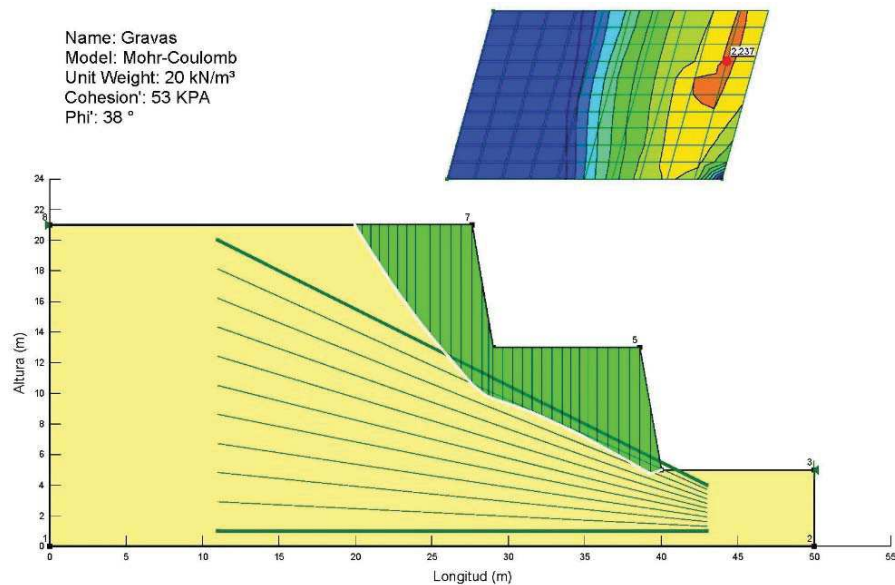 Name: Gravas
Model: Mohr-Coulomb
Unit Weight: 20 kN/m³
Cohesion': 53 KPA
Phi': 38 °
2,237
24
22
20
18
16
14
12
10
8
6
4
2
0
Altura (m)
8
7
5
3
1
2
0 5 10 15 20 25 30 35 40 45 50 55
Longitud (m)